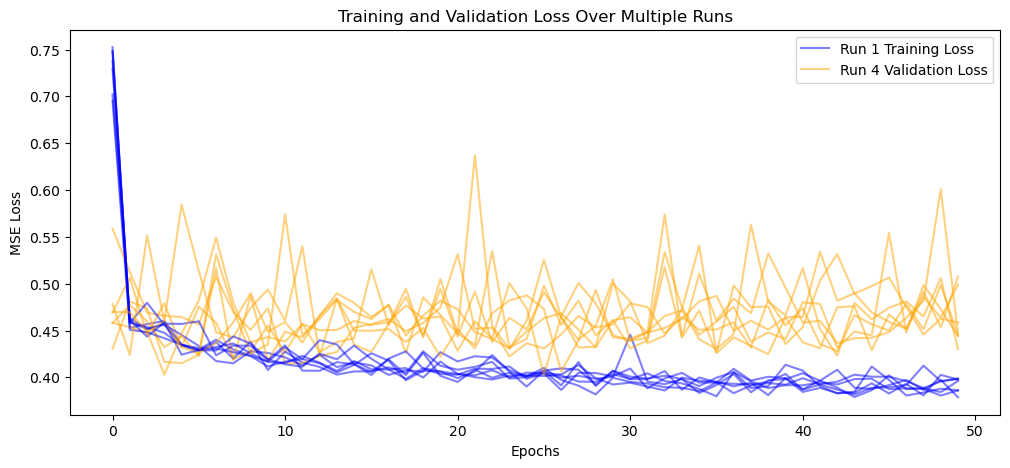 Training and Validation Loss Over Multiple Runs
Run 1 Training Loss
Run 4 Validation Loss
MSE Loss
0.75
0.70
0.65
0.60
0.55
0.50
0.45
0.40
0
10
20
30
40
50
Epochs